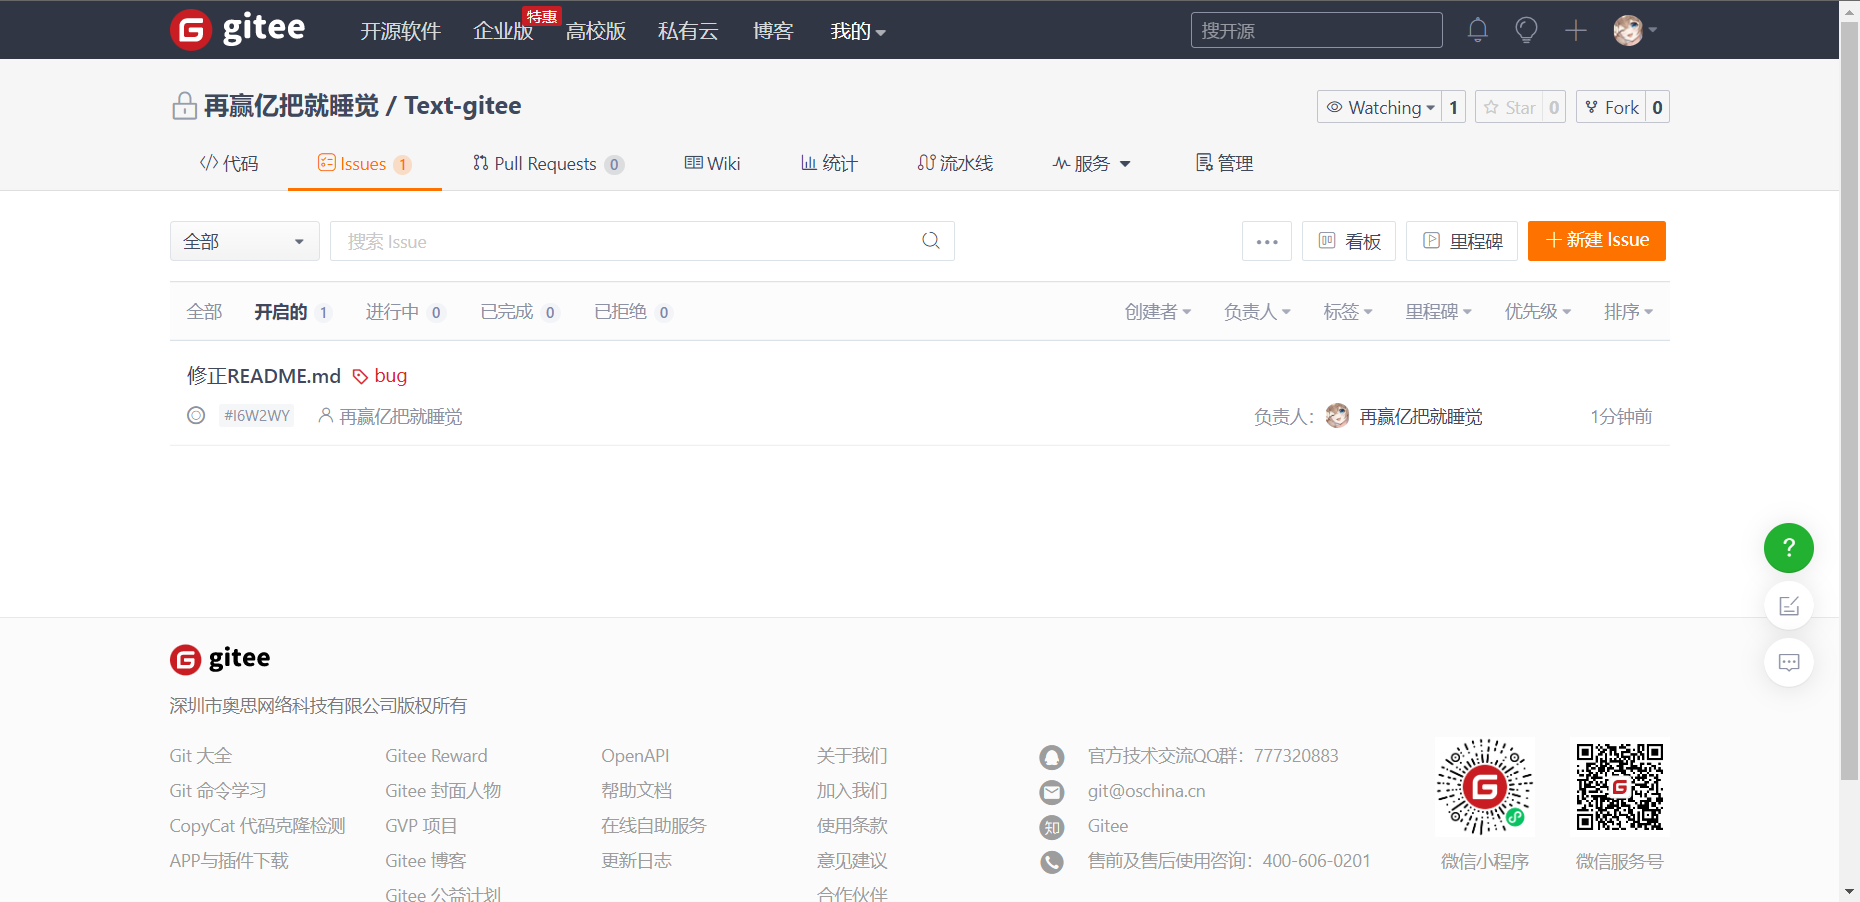 gitee 开源软件 企业版 特惠 高校版 私有云 博客 我的 搜开源
再赢亿把就睡觉 / Text-gitee Watching 1 Star 0 Fork 0
代码 Issues 1 Pull Requests 0 Wiki 统计 流水线 服务 管理
全部 搜索 Issue ... 看板 里程碑 新建 Issue
全部 开启的 1 进行中 0 已完成 0 已拒绝 0 创建者 负责人 标签 里程碑 优先级 排序
修正README.md bug
#I6W2WY 再赢亿把就睡觉 负责人: 再赢亿把就睡觉 1分钟前
?
gitee
深圳市奥思网络科技有限公司版权所有
Git 大全 Gitee Reward OpenAPI 关于我们 官方技术交流QQ群：777320883
Git 命令学习 Gitee 封面人物 帮助文档 加入我们 git@oschina.cn
CopyCat 代码克隆检测 GVP 项目 在线自助服务 使用条款 知 Gitee
APP与插件下载 Gitee 博客 更新日志 意见建议 售前及售后使用咨询：400-606-0201 微信小程序 微信服务号
Gitee 公益计划 合作伙伴